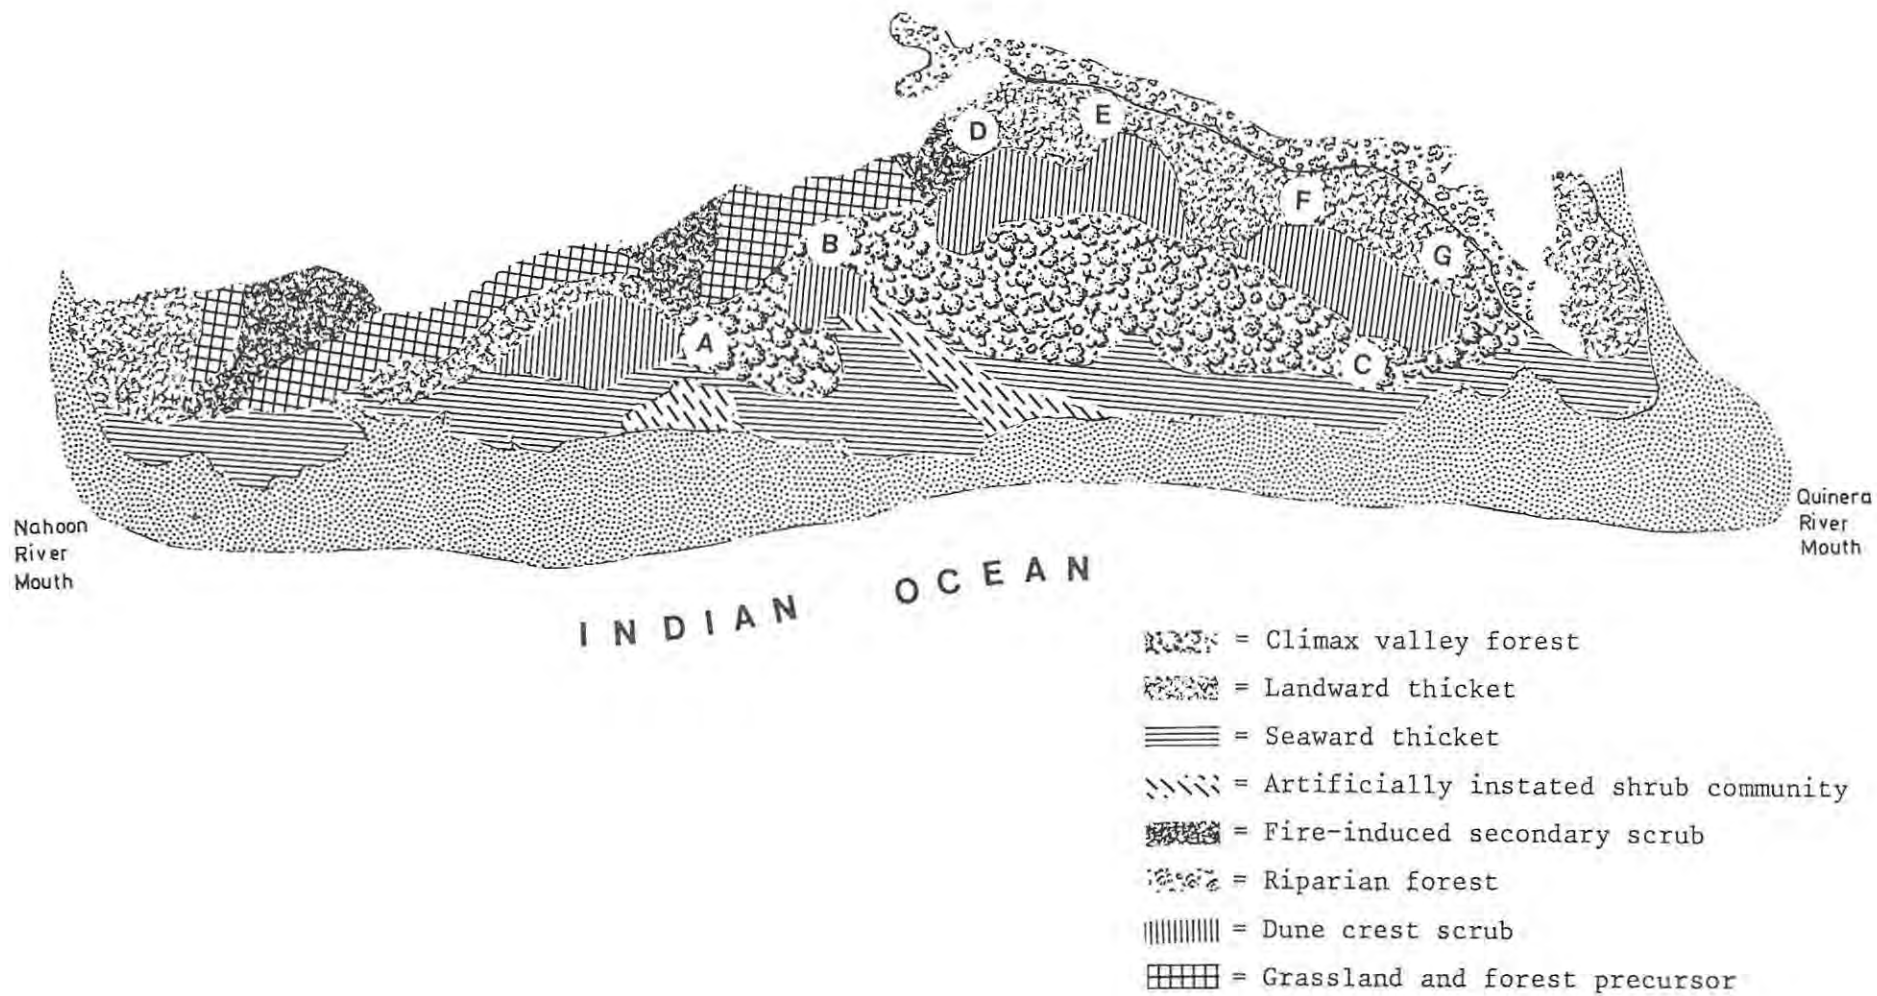 D
E
F
B
G
A
C
Nahoon
River
Mouth
Quinera
River
Mouth
INDIAN OCEAN
= Climax valley forest
= Landward thicket
= Seaward thicket
= Artificially instated shrub community
= Fire-induced secondary scrub
= Riparian forest
= Dune crest scrub
= Grassland and forest precursor